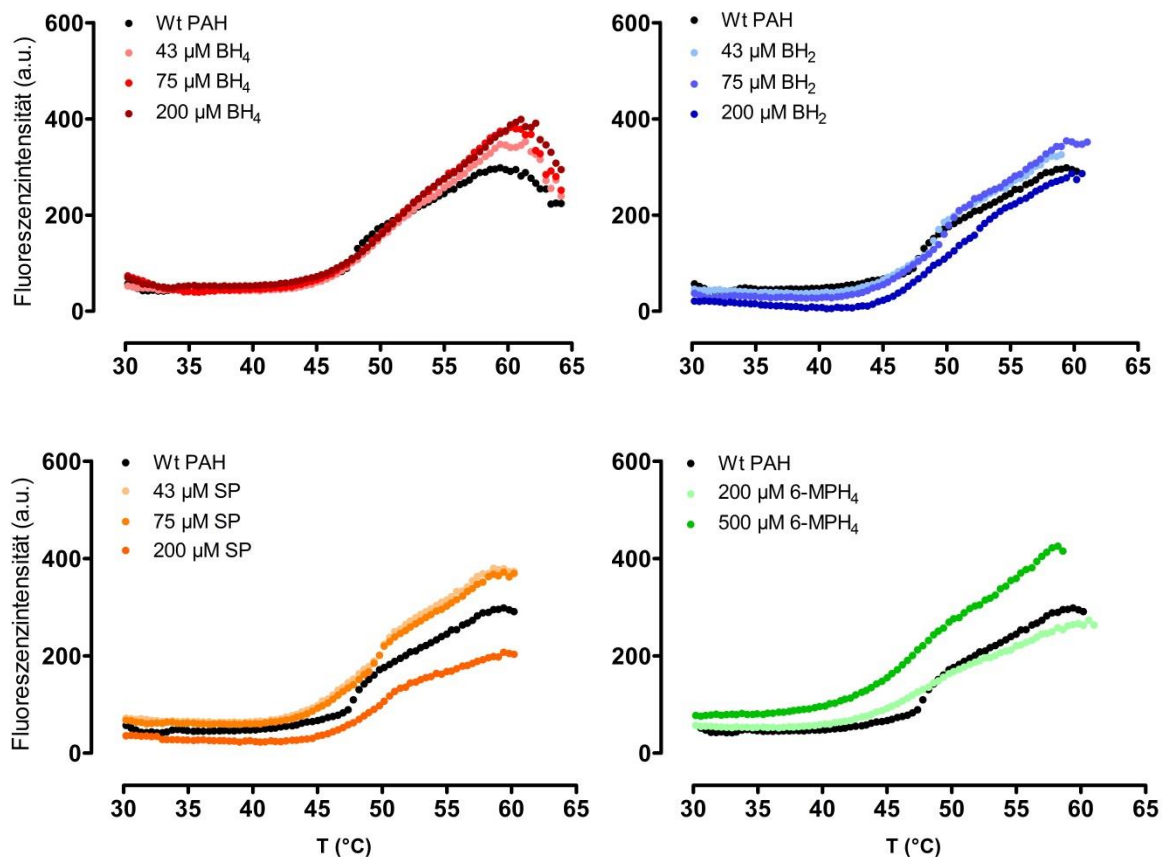 600
400
200
0
Fluoreszenzintensität (a.u.)
Wt PAH
43 µM BH₄
75 µM BH₄
200 µM BH₄
30 35 40 45 50 55 60 65
600
400
200
0
Wt PAH
43 µM BH₂
75 µM BH₂
200 µM BH₂
30 35 40 45 50 55 60 65
600
400
200
0
Fluoreszenzintensität (a.u.)
Wt PAH
43 µM SP
75 µM SP
200 µM SP
30 35 40 45 50 55 60 65
T (°C)
600
400
200
0
Wt PAH
200 µM 6-MPH₄
500 µM 6-MPH₄
30 35 40 45 50 55 60 65
T (°C)